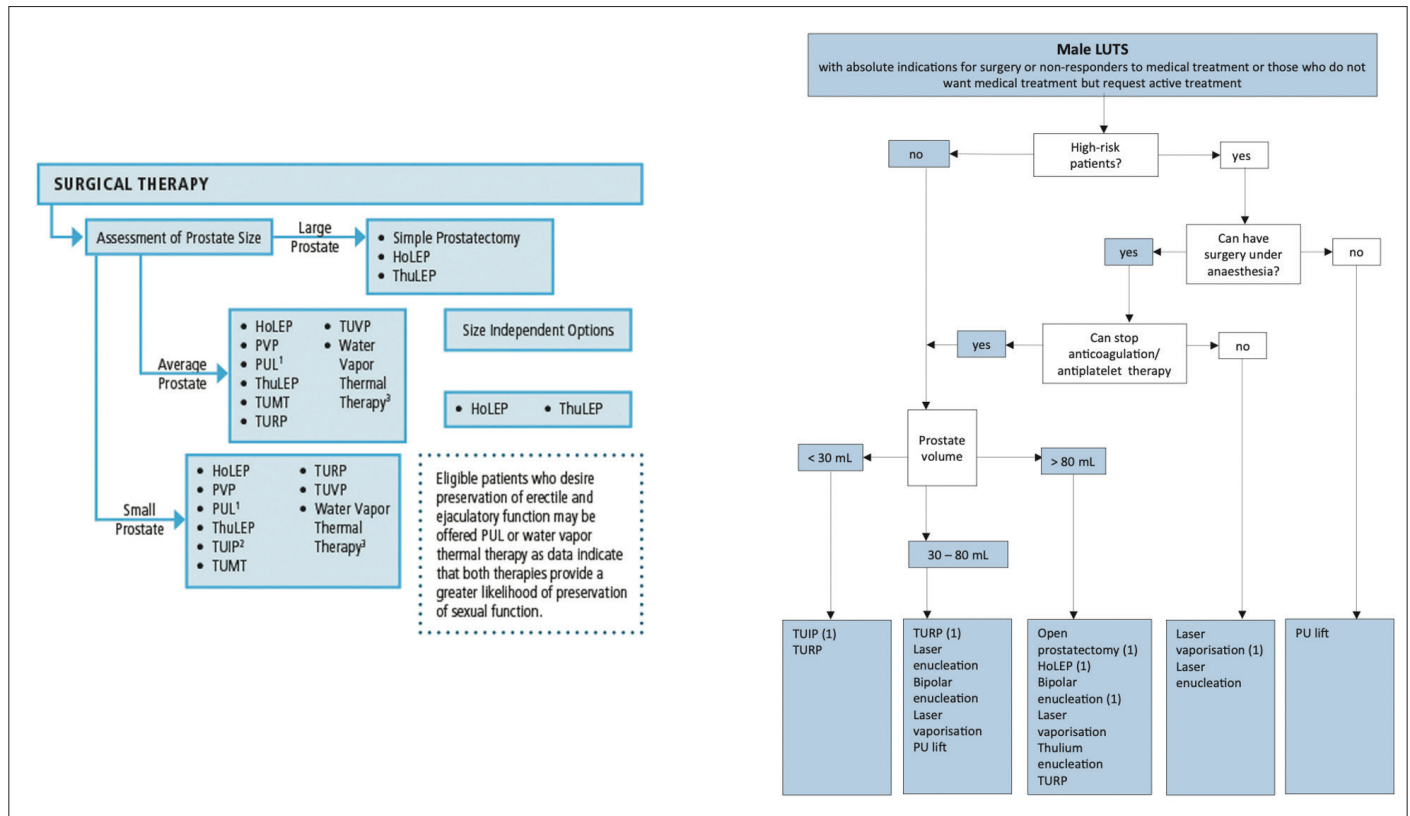 SURGICAL THERAPY
Assessment of Prostate Size
Large
Prostate
• Simple Prostatectomy
• HoLEP
• ThuLEP
Average
Prostate
• HoLEP
• PVP
• PUL¹
• ThuLEP
• TUMT
• TURP
• TUVP
• Water
Vapor
Thermal
Therapy³
Size Independent Options
• HoLEP • ThuLEP
Small
Prostate
• HoLEP
• PVP
• PUL¹
• ThuLEP
• TUIP²
• TUMT
• TURP
• TUVP
• Water Vapor
Thermal
Therapy³
Eligible patients who desire
preservation of erectile and
ejaculatory function may be
offered PUL or water vapor
thermal therapy as data indicate
that both therapies provide a
greater likelihood of preservation
of sexual function.
Male LUTS
with absolute indications for surgery or non-responders to medical treatment or those who do not
want medical treatment but request active treatment
no
High-risk
patients?
yes
yes
Can have
surgery under
anaesthesia?
no
yes
Can stop
anticoagulation/
antiplatelet therapy
no
< 30 mL
Prostate
volume
> 80 mL
30 – 80 mL
TUIP (1)
TURP
TURP (1)
Laser
enucleation
Bipolar
enucleation
Laser
vaporisation
PU lift
Open
prostatectomy (1)
HoLEP (1)
Bipolar
enucleation (1)
Laser
vaporisation
Thulium
enucleation
TURP
Laser
vaporisation (1)
Laser
enucleation
PU lift